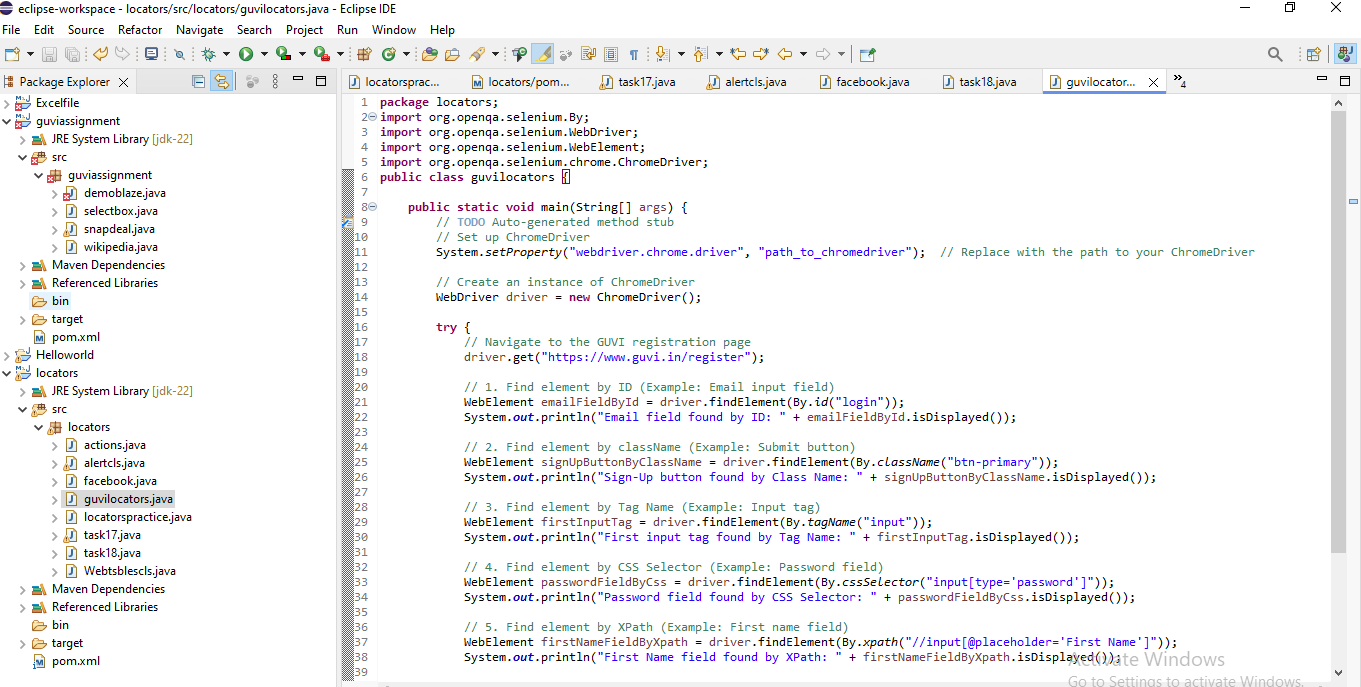 eclipse-workspace - locators/src/locators/guvilocators.java - Eclipse IDE
File Edit Source Refactor Navigate Search Project Run Window Help
Package Explorer
locatorsprac... locators/pom... task17.java alertcls.java facebook.java task18.java guvilocator... »4
Excelfile
guviassignment
JRE System Library [jdk-22]
src
guviassignment
demoblaze.java
selectbox.java
snapdeal.java
wikipedia.java
Maven Dependencies
Referenced Libraries
bin
target
pom.xml
Helloworld
locators
JRE System Library [jdk-22]
src
locators
actions.java
alertcls.java
facebook.java
guvilocators.java
locatorspractice.java
task17.java
task18.java
Webtsblescls.java
Maven Dependencies
Referenced Libraries
bin
target
pom.xml
1 package locators;
2 import org.openqa.selenium.By;
3 import org.openqa.selenium.WebDriver;
4 import org.openqa.selenium.WebElement;
5 import org.openqa.selenium.chrome.ChromeDriver;
6 public class guvilocators {
7
8 public static void main(String[] args) {
9 // TODO Auto-generated method stub
10 // Set up ChromeDriver
11 System.setProperty("webdriver.chrome.driver", "path_to_chromedriver"); // Replace with the path to your ChromeDriver
12
13 // Create an instance of ChromeDriver
14 WebDriver driver = new ChromeDriver();
15
16 try {
17 // Navigate to the GUVI registration page
18 driver.get("https://www.guvi.in/register");
19
20 // 1. Find element by ID (Example: Email input field)
21 WebElement emailFieldById = driver.findElement(By.id("login"));
22 System.out.println("Email field found by ID: " + emailFieldById.isDisplayed());
23
24 // 2. Find element by className (Example: Submit button)
25 WebElement signUpButtonByClassName = driver.findElement(By.className("btn-primary"));
26 System.out.println("Sign-Up button found by Class Name: " + signUpButtonByClassName.isDisplayed());
27
28 // 3. Find element by Tag Name (Example: Input tag)
29 WebElement firstInputTag = driver.findElement(By.tagName("input"));
30 System.out.println("First input tag found by Tag Name: " + firstInputTag.isDisplayed());
31
32 // 4. Find element by CSS Selector (Example: Password field)
33 WebElement passwordFieldByCss = driver.findElement(By.cssSelector("input[type='password']"));
34 System.out.println("Password field found by CSS Selector: " + passwordFieldByCss.isDisplayed());
35
36 // 5. Find element by XPath (Example: First name field)
37 WebElement firstNameFieldByXpath = driver.findElement(By.xpath("//input[@placeholder='First Name']"));
38 System.out.println("First Name field found by XPath: " + firstNameFieldByXpath.isDisplayed());
39
Activate Windows
Go to Settings to activate Windows.